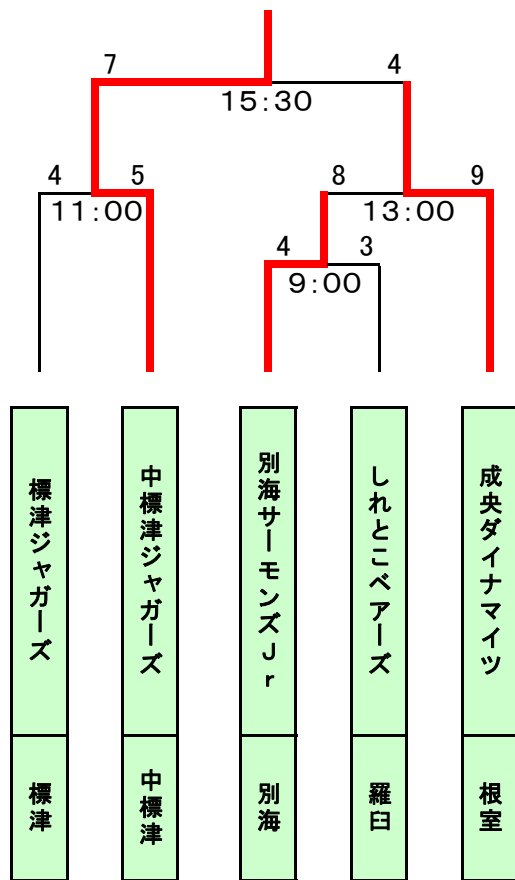 7 4
15:30
4 5 8 9
11:00 13:00
4 3
9:00
標津ジャガーズ
標津
中標津ジャガーズ
中標津
別海サーモンズJr
別海
しれとこベアーズ
羅臼
成央ダイナマイツ
根室